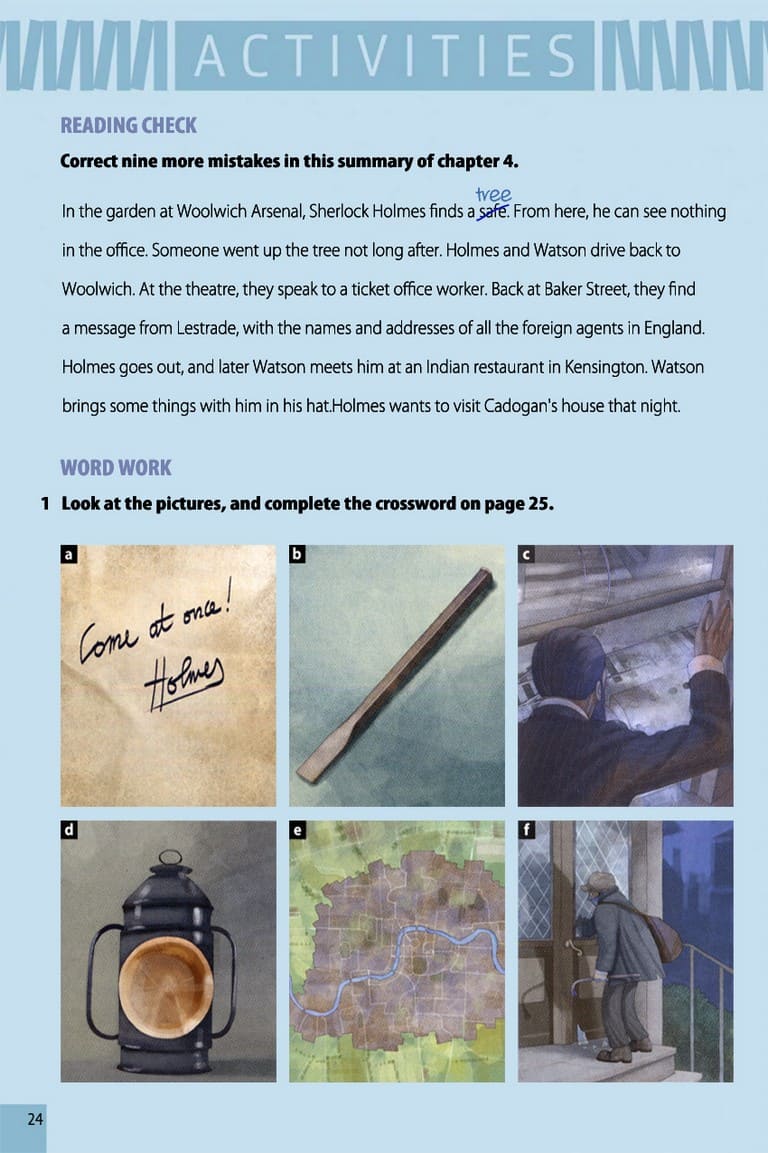 ACTIVITIES
READING CHECK
Correct nine more mistakes in this summary of chapter 4.
tree
In the garden at Woolwich Arsenal, Sherlock Holmes finds a safe. From here, he can see nothing
in the office. Someone went up the tree not long after. Holmes and Watson drive back to
Woolwich. At the theatre, they speak to a ticket office worker. Back at Baker Street, they find
a message from Lestrade, with the names and addresses of all the foreign agents in England.
Holmes goes out, and later Watson meets him at an Indian restaurant in Kensington. Watson
brings some things with him in his hat.Holmes wants to visit Cadogan's house that night.
WORD WORK
1 Look at the pictures, and complete the crossword on page 25.
a
b
c
Come at once!
Holmes
d
e
f
24